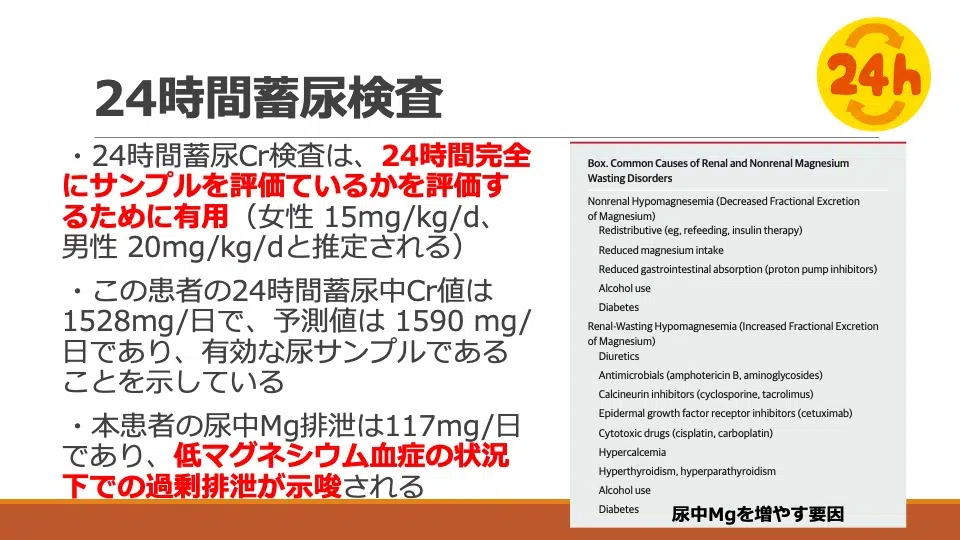 24時間蓄尿検査
24h
・24時間蓄尿Cr検査は、24時間完全
にサンプルを評価ているかを評価す
るために有用（女性 15mg/kg/d、
男性 20mg/kg/dと推定される）
・この患者の24時間蓄尿中Cr値は
1528mg/日で、予測値は 1590 mg/
日であり、有効な尿サンプルである
ことを示している
・本患者の尿中Mg排泄は117mg/日
であり、低マグネシウム血症の状況
下での過剰排泄が示唆される
Box. Common Causes of Renal and Nonrenal Magnesium
Wasting Disorders
Nonrenal Hypomagnesemia (Decreased Fractional Excretion
of Magnesium)
Redistributive (eg, refeeding, insulin therapy)
Reduced magnesium intake
Reduced gastrointestinal absorption (proton pump inhibitors)
Alcohol use
Diabetes
Renal-Wasting Hypomagnesemia (Increased Fractional Excretion
of Magnesium)
Diuretics
Antimicrobials (amphotericin B, aminoglycosides)
Calcineurin inhibitors (cyclosporine, tacrolimus)
Epidermal growth factor receptor inhibitors (cetuximab)
Cytotoxic drugs (cisplatin, carboplatin)
Hypercalcemia
Hyperthyroidism, hyperparathyroidism
Alcohol use
Diabetes
尿中Mgを増やす要因